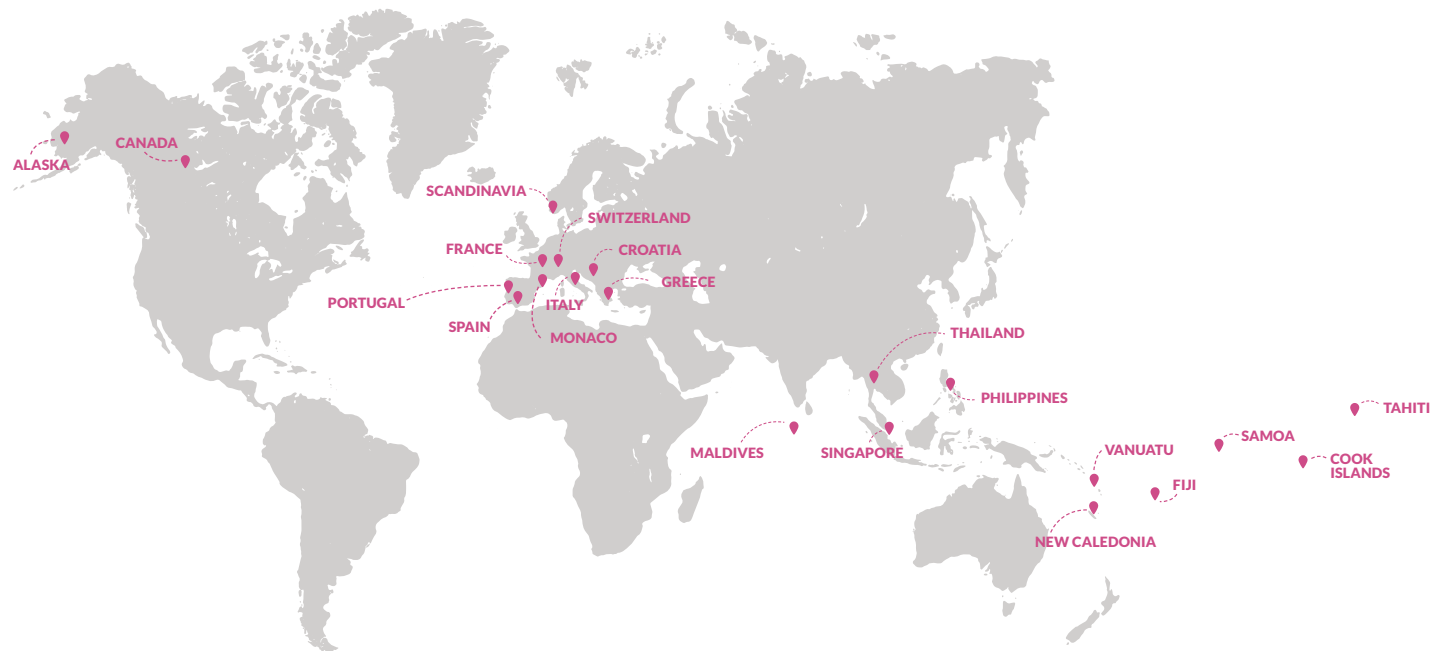 CANADA
ALASKA
SCANDINAVIA
SWITZERLAND
FRANCE
CROATIA
GREECE
PORTUGAL
ITALY
SPAIN
MONACO
THAILAND
PHILIPPINES
TAHITI
MALDIVES
SINGAPORE
VANUATU
SAMOA
COOK
ISLANDS
FIJI
NEW CALEDONIA